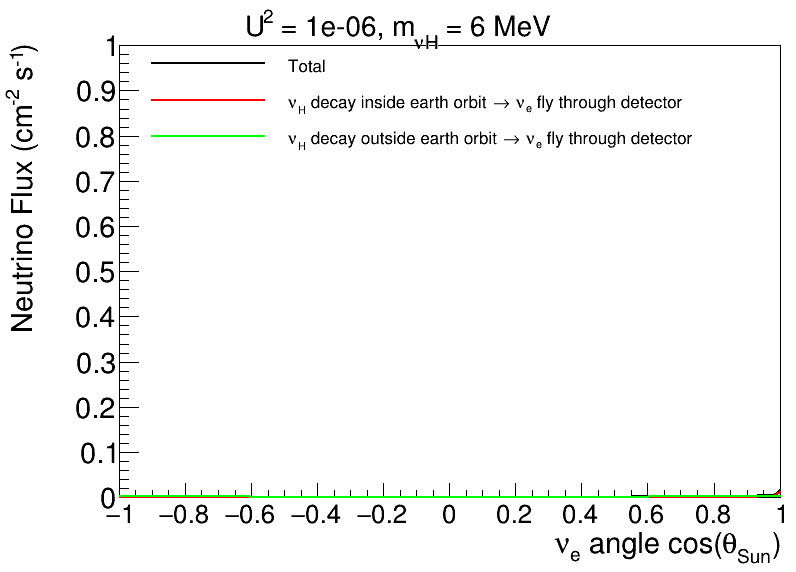 U² = 1e-06, m_νH = 6 MeV
Neutrino Flux (cm⁻² s⁻¹)
Total
ν_H decay inside earth orbit → ν_e fly through detector
ν_H decay outside earth orbit → ν_e fly through detector
1
0.9
0.8
0.7
0.6
0.5
0.4
0.3
0.2
0.1
0
−1 −0.8 −0.6 −0.4 −0.2 0 0.2 0.4 0.6 0.8 1
ν_e angle cos(θ_Sun)